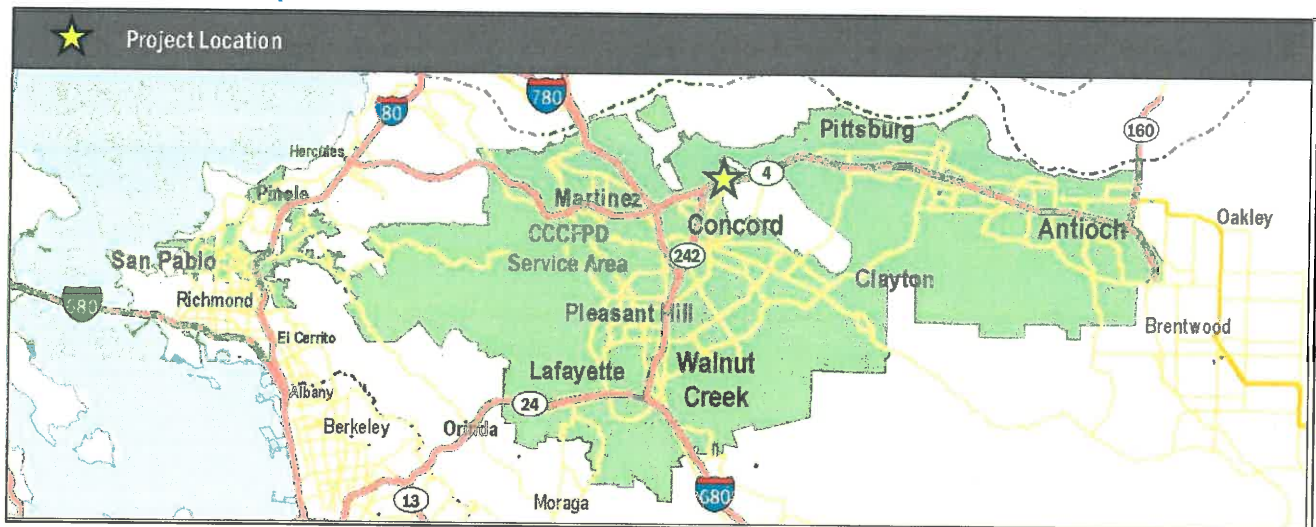 Project Location
80
780
160
Pittsburg
Hercules
Pinole
Martinez
4
Concord
Antioch
Oakley
CCCFPD
Service Area
242
San Pablo
Richmond
680
Clayton
Pleasant Hill
El Cerrito
Brentwood
Lafayette
Walnut
Creek
Albany
24
Berkeley
Orinda
13
Moraga
680